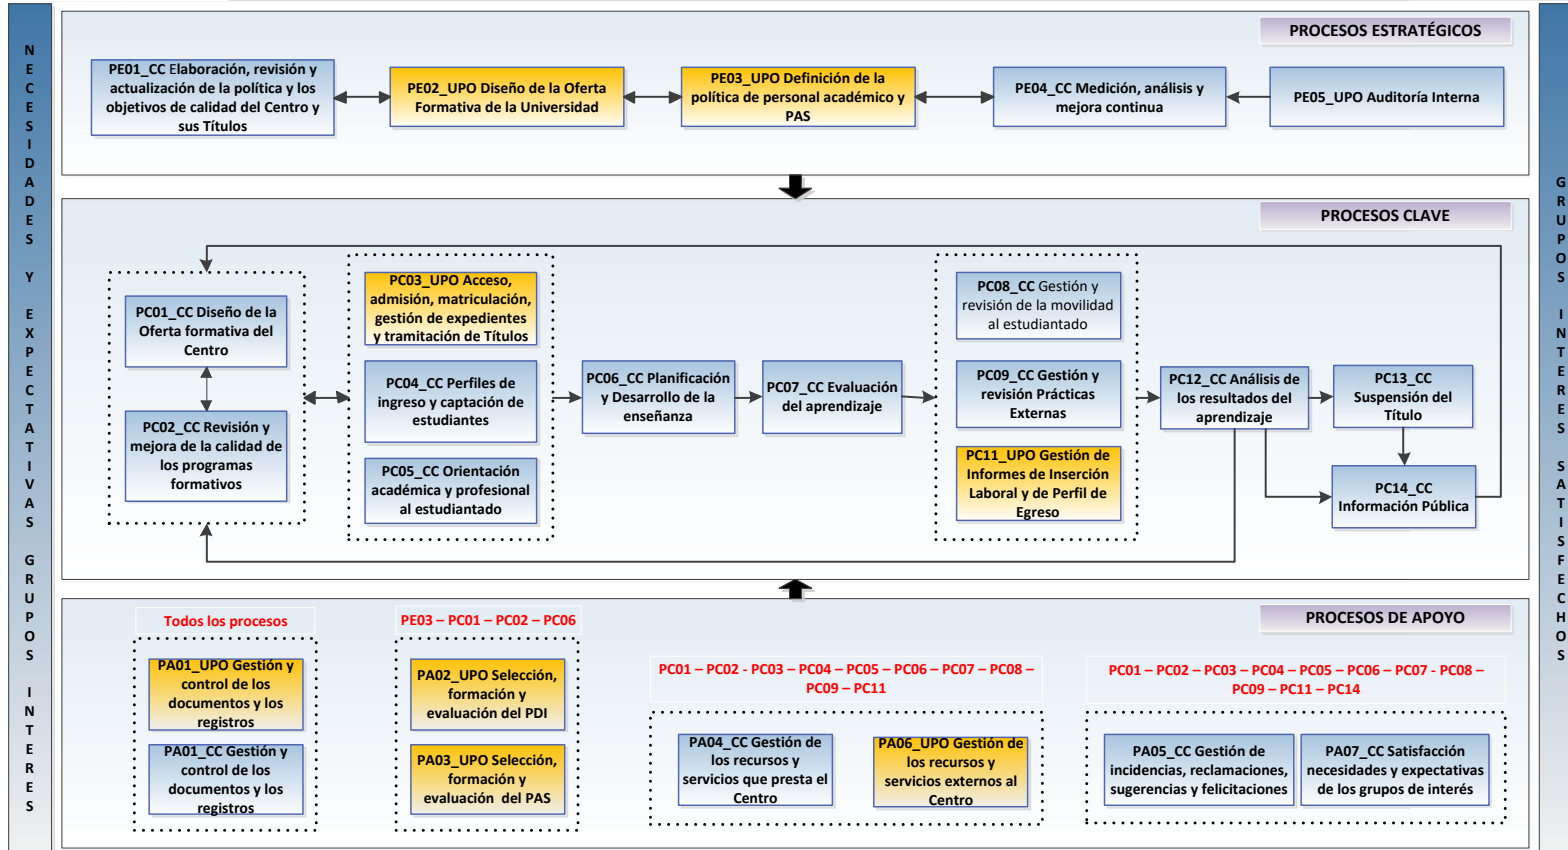 NECESIDADES Y EXPECTATIVAS GRUPOS INTERES
PROCESOS ESTRATÉGICOS
PE01_CC Elaboración, revisión y
actualización de la política y los
objetivos de calidad del Centro y
sus Títulos
PE02_UPO Diseño de la Oferta
Formativa de la Universidad
PE03_UPO Definición de la
política de personal académico y
PAS
PE04_CC Medición, análisis y
mejora continua
PE05_UPO Auditoría Interna
PROCESOS CLAVE
PC01_CC Diseño de la
Oferta formativa del
Centro
PC02_CC Revisión y
mejora de la calidad de
los programas
formativos
PC03_UPO Acceso,
admisión, matriculación,
gestión de expedientes
y tramitación de Títulos
PC04_CC Perfiles de
ingreso y captación de
estudiantes
PC05_CC Orientación
académica y profesional
al estudiantado
PC06_CC Planificación
y Desarrollo de la
enseñanza
PC07_CC Evaluación
del aprendizaje
PC08_CC Gestión y
revisión de la movilidad
al estudiantado
PC09_CC Gestión y
revisión Prácticas
Externas
PC11_UPO Gestión de
Informes de Inserción
Laboral y de Perfil de
Egreso
PC12_CC Análisis de
los resultados del
aprendizaje
PC13_CC
Suspensión del
Título
PC14_CC
Información Pública
PROCESOS DE APOYO
Todos los procesos
PA01_UPO Gestión y
control de los
documentos y los
registros
PA01_CC Gestión y
control de los
documentos y los
registros
PE03 – PC01 – PC02 – PC06
PA02_UPO Selección,
formación y
evaluación del PDI
PA03_UPO Selección,
formación y
evaluación del PAS
PC01 – PC02 - PC03 – PC04 – PC05 – PC06 – PC07 – PC08 –
PC09 – PC11
PA04_CC Gestión de
los recursos y
servicios que presta el
Centro
PA06_UPO Gestión de
los recursos y
servicios externos al
Centro
PC01 – PC02 – PC03 – PC04 – PC05 – PC06 – PC07 - PC08 –
PC09 – PC11 – PC14
PA05_CC Gestión de
incidencias, reclamaciones,
sugerencias y felicitaciones
PA07_CC Satisfacción
necesidades y expectativas
de los grupos de interés
GRUPOS INTERES SATISFECHOS